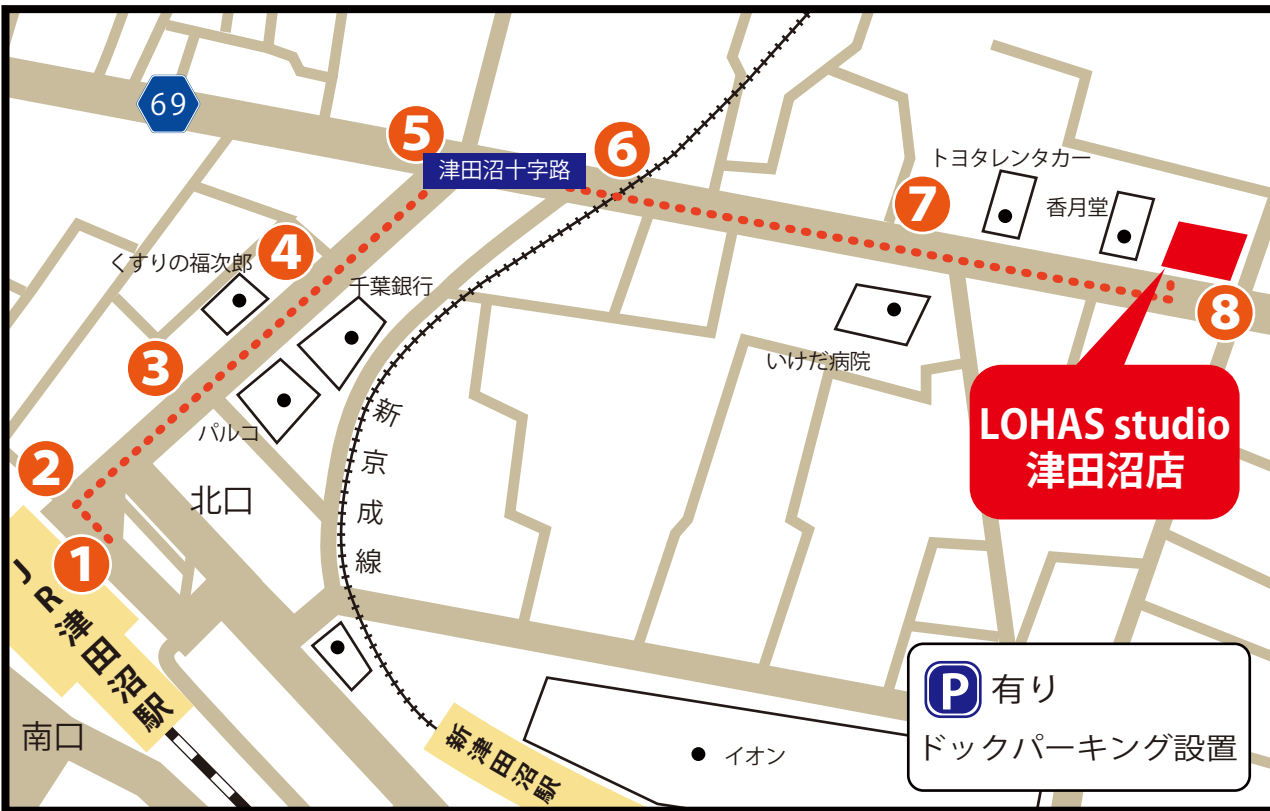 69
5
津田沼十字路
6
トヨタレンタカー
7
香月堂
4
くすりの福次郎
千葉銀行
8
3
いけだ病院
パルコ
LOHAS studio
津田沼店
新京成線
2
北口
1
JR津田沼駅
P 有り
ドックパーキング設置
南口
新津田沼駅
イオン